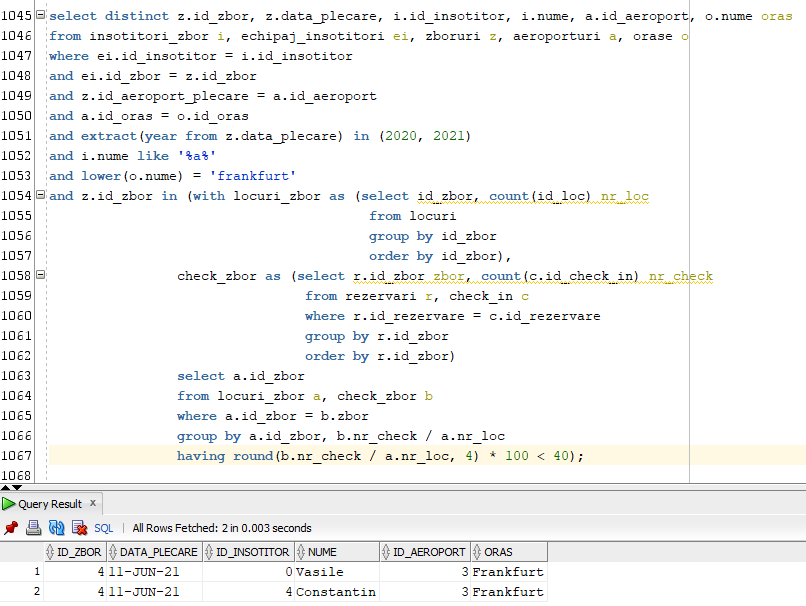 1045 select distinct z.id_zbor, z.data_plecare, i.id_insotitor, i.nume, a.id_aeroport, o.nume oras
1046 from insotitori_zbor i, echipaj_insotitori ei, zboruri z, aeroporturi a, orase o
1047 where ei.id_insotitor = i.id_insotitor
1048 and ei.id_zbor = z.id_zbor
1049 and z.id_aeroport_plecare = a.id_aeroport
1050 and a.id_oras = o.id_oras
1051 and extract(year from z.data_plecare) in (2020, 2021)
1052 and i.nume like '%a%'
1053 and lower(o.nume) = 'frankfurt'
1054 and z.id_zbor in (with locuri_zbor as (select id_zbor, count(id_loc) nr_loc
1055 from locuri
1056 group by id_zbor
1057 order by id_zbor),
1058 check_zbor as (select r.id_zbor zbor, count(c.id_check_in) nr_check
1059 from rezervari r, check_in c
1060 where r.id_rezervare = c.id_rezervare
1061 group by r.id_zbor
1062 order by r.id_zbor)
1063 select a.id_zbor
1064 from locuri_zbor a, check_zbor b
1065 where a.id_zbor = b.zbor
1066 group by a.id_zbor, b.nr_check / a.nr_loc
1067 having round(b.nr_check / a.nr_loc, 4) * 100 < 40);
1068
Query Result x
SQL | All Rows Fetched: 2 in 0.003 seconds
ID_ZBOR DATA_PLECARE ID_INSOTITOR NUME ID_AEROPORT ORAS
1 4 11-JUN-21 0 Vasile 3 Frankfurt
2 4 11-JUN-21 4 Constantin 3 Frankfurt